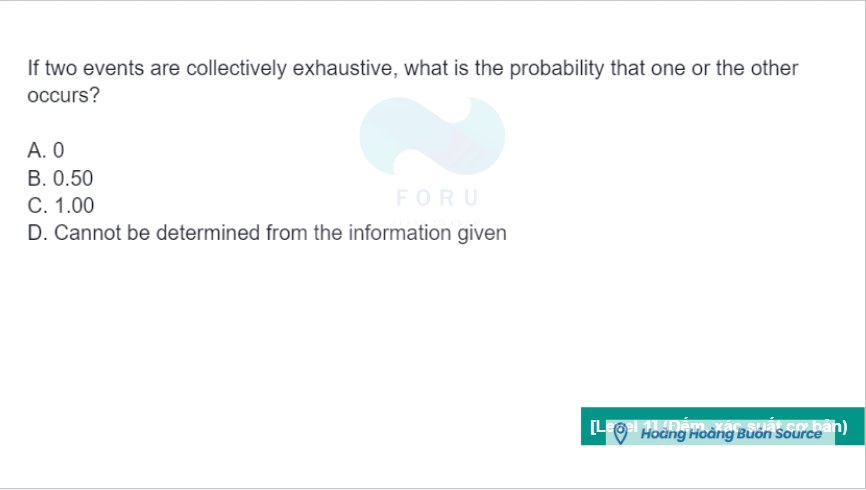 If two events are collectively exhaustive, what is the probability that one or the other
occurs?
A. 0
B. 0.50
C. 1.00
D. Cannot be determined from the information given
FORU
Hoàng Hoàng Buôn Source